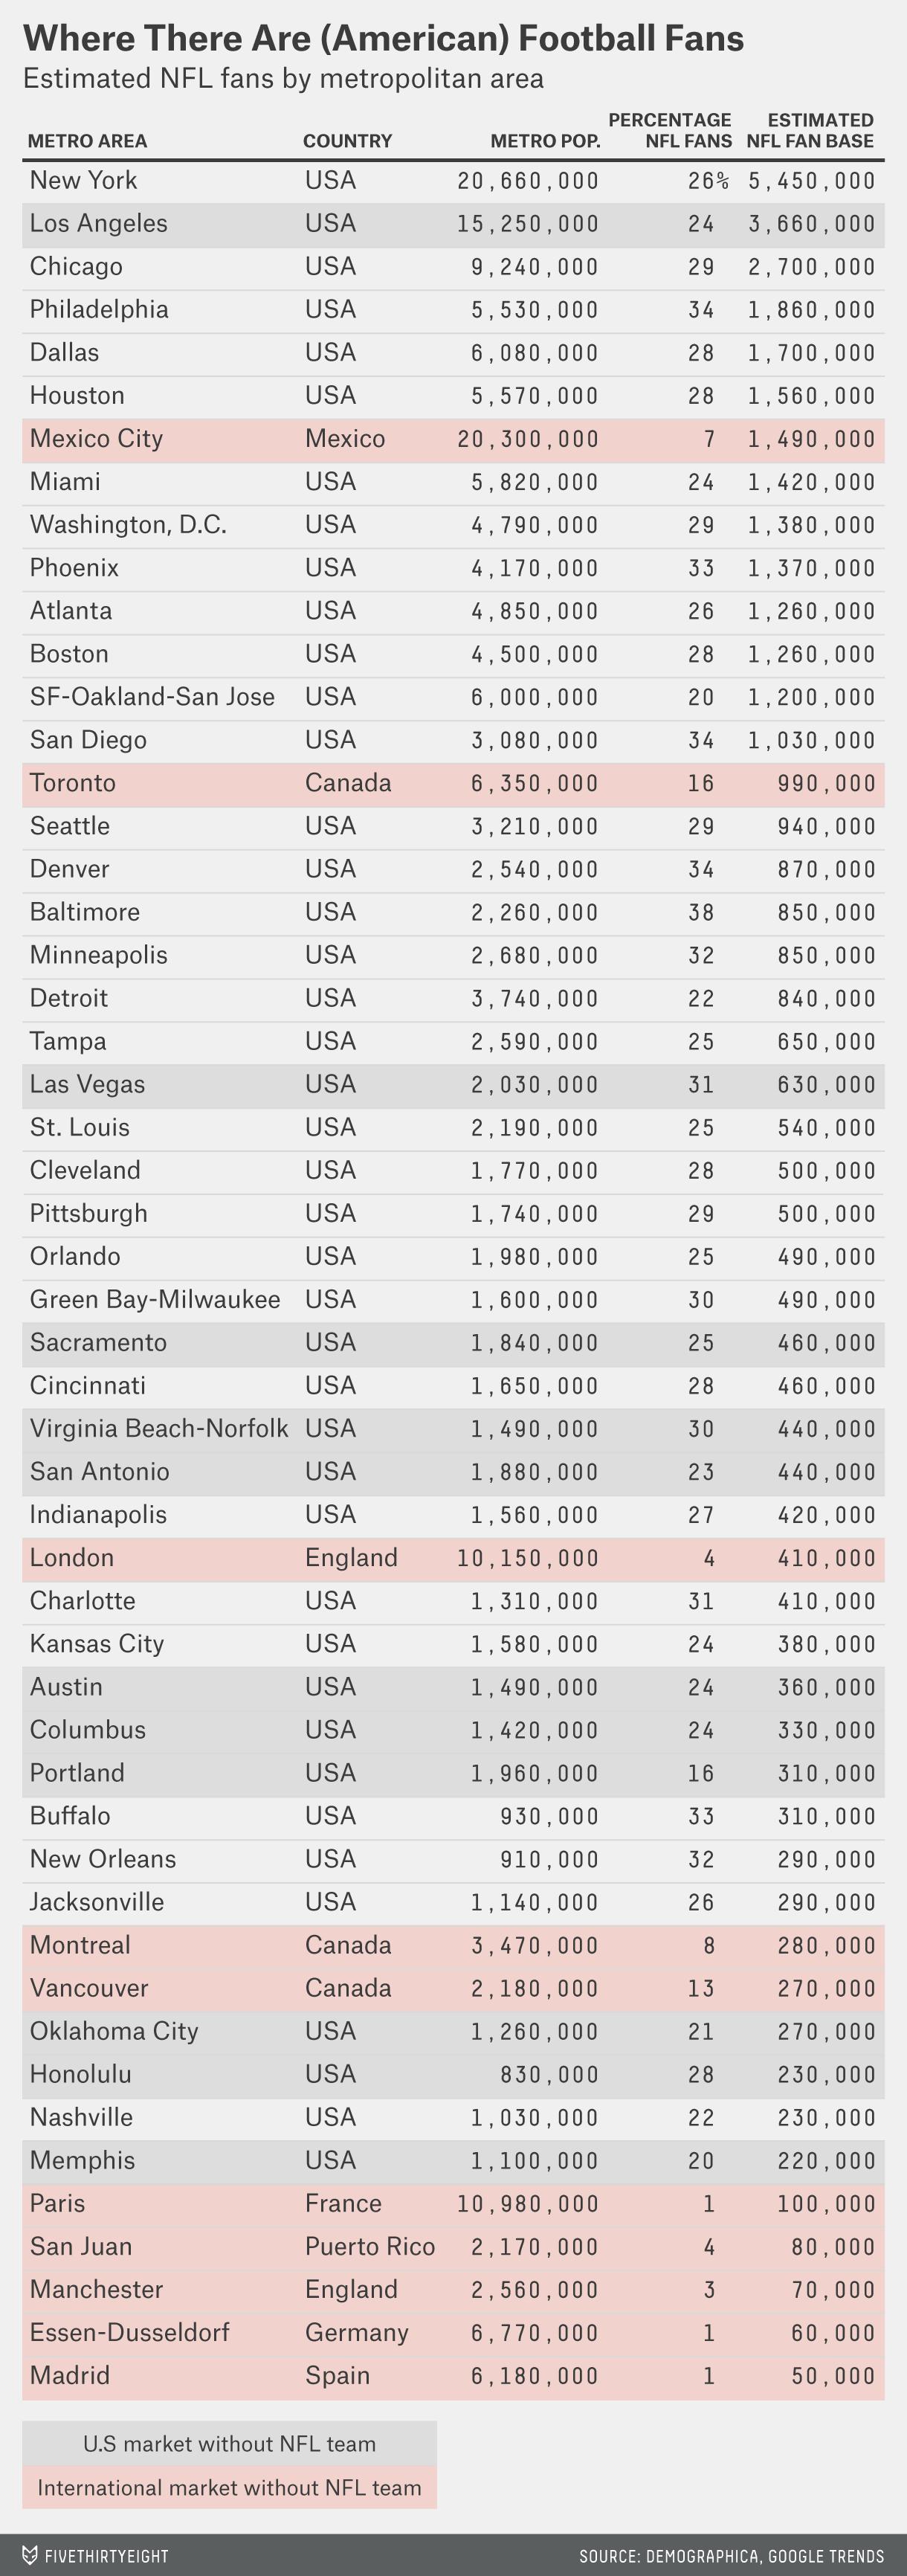 Where There Are (American) Football Fans
Estimated NFL fans by metropolitan area
METRO AREA COUNTRY METRO POP. PERCENTAGE NFL FANS ESTIMATED NFL FAN BASE
New York USA 20,660,000 26% 5,450,000
Los Angeles USA 15,250,000 24 3,660,000
Chicago USA 9,240,000 29 2,700,000
Philadelphia USA 5,530,000 34 1,860,000
Dallas USA 6,080,000 28 1,700,000
Houston USA 5,570,000 28 1,560,000
Mexico City Mexico 20,300,000 7 1,490,000
Miami USA 5,820,000 24 1,420,000
Washington, D.C. USA 4,790,000 29 1,380,000
Phoenix USA 4,170,000 33 1,370,000
Atlanta USA 4,850,000 26 1,260,000
Boston USA 4,500,000 28 1,260,000
SF-Oakland-San Jose USA 6,000,000 20 1,200,000
San Diego USA 3,080,000 34 1,030,000
Toronto Canada 6,350,000 16 990,000
Seattle USA 3,210,000 29 940,000
Denver USA 2,540,000 34 870,000
Baltimore USA 2,260,000 38 850,000
Minneapolis USA 2,680,000 32 850,000
Detroit USA 3,740,000 22 840,000
Tampa USA 2,590,000 25 650,000
Las Vegas USA 2,030,000 31 630,000
St. Louis USA 2,190,000 25 540,000
Cleveland USA 1,770,000 28 500,000
Pittsburgh USA 1,740,000 29 500,000
Orlando USA 1,980,000 25 490,000
Green Bay-Milwaukee USA 1,600,000 30 490,000
Sacramento USA 1,840,000 25 460,000
Cincinnati USA 1,650,000 28 460,000
Virginia Beach-Norfolk USA 1,490,000 30 440,000
San Antonio USA 1,880,000 23 440,000
Indianapolis USA 1,560,000 27 420,000
London England 10,150,000 4 410,000
Charlotte USA 1,310,000 31 410,000
Kansas City USA 1,580,000 24 380,000
Austin USA 1,490,000 24 360,000
Columbus USA 1,420,000 24 330,000
Portland USA 1,960,000 16 310,000
Buffalo USA 930,000 33 310,000
New Orleans USA 910,000 32 290,000
Jacksonville USA 1,140,000 26 290,000
Montreal Canada 3,470,000 8 280,000
Vancouver Canada 2,180,000 13 270,000
Oklahoma City USA 1,260,000 21 270,000
Honolulu USA 830,000 28 230,000
Nashville USA 1,030,000 22 230,000
Memphis USA 1,100,000 20 220,000
Paris France 10,980,000 1 100,000
San Juan Puerto Rico 2,170,000 4 80,000
Manchester England 2,560,000 3 70,000
Essen-Dusseldorf Germany 6,770,000 1 60,000
Madrid Spain 6,180,000 1 50,000
U.S market without NFL team
International market without NFL team
FIVETHIRTYEIGHT SOURCE: DEMOGRAPHICA, GOOGLE TRENDS